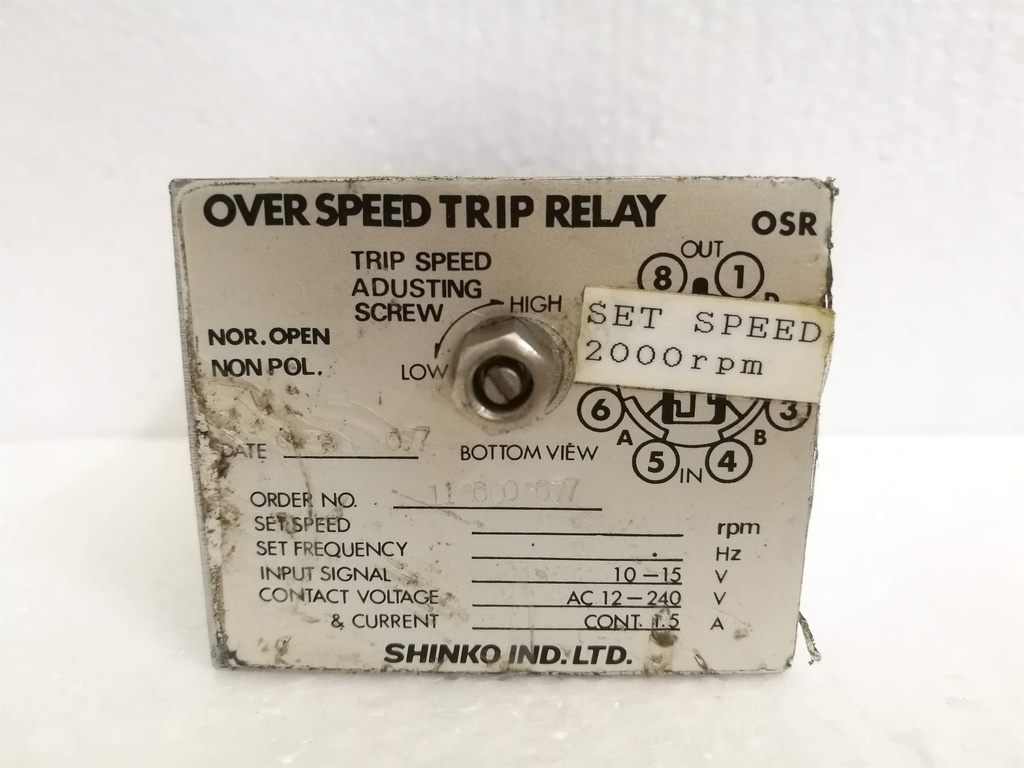 OVER SPEED TRIP RELAY
OSR
TRIP SPEED
ADUSTING
SCREW
HIGH
LOW
NOR. OPEN
NON POL.
OUT
8 1
SET SPEED
2000rpm
6 3
A B
5 IN 4
BOTTOM VIEW
DATE 07
ORDER NO.
SET SPEED rpm
SET FREQUENCY . Hz
INPUT SIGNAL 10-15 V
CONTACT VOLTAGE AC 12-240 V
& CURRENT CONT. 1.5 A
SHINKO IND. LTD.